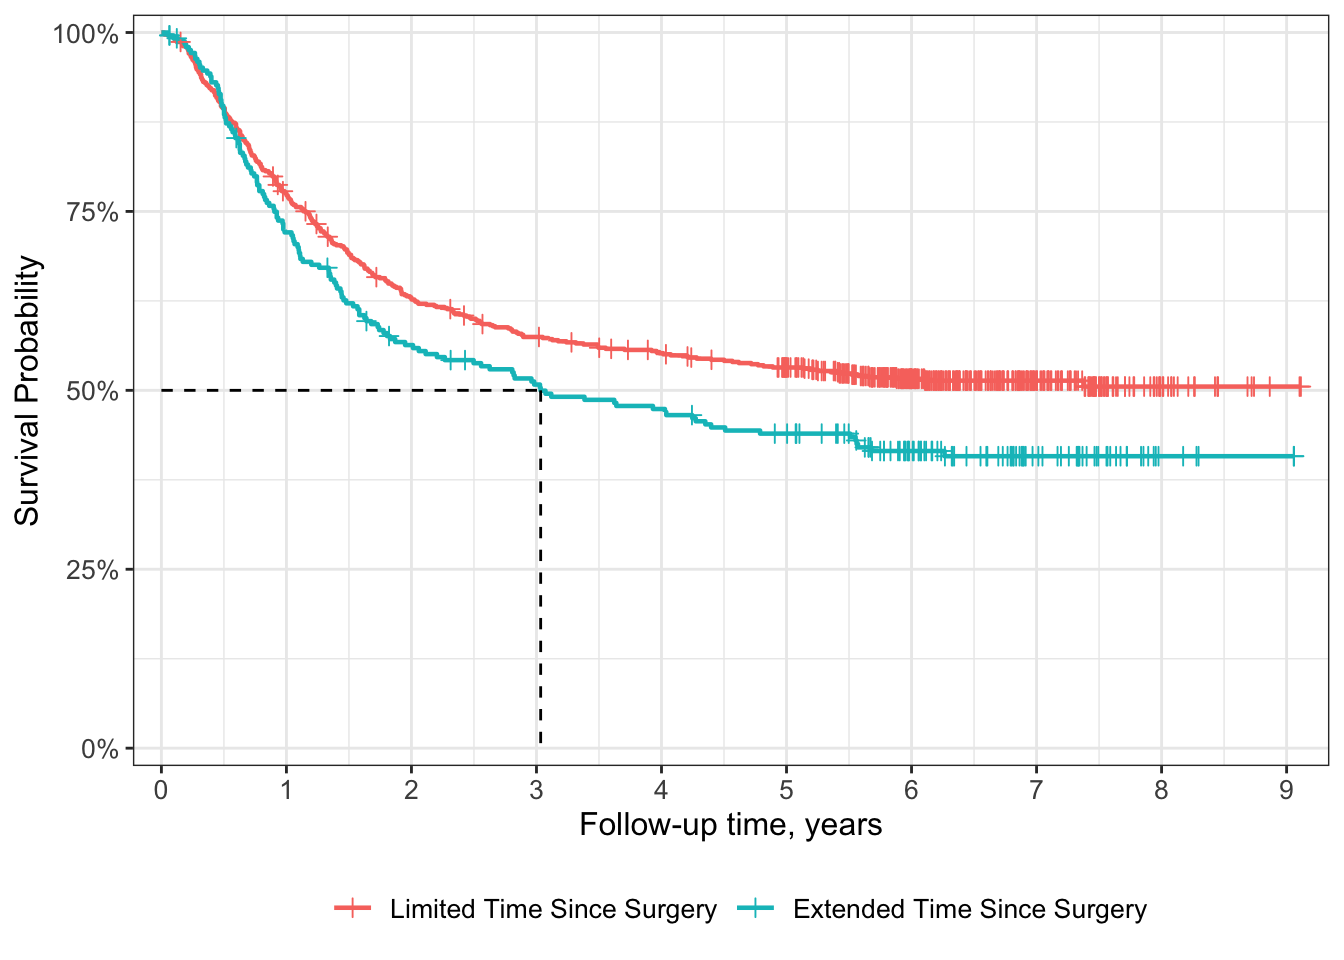 100%
75%
50%
25%
0%
Survival Probability
0 1 2 3 4 5 6 7 8 9
Follow-up time, years
Limited Time Since Surgery Extended Time Since Surgery